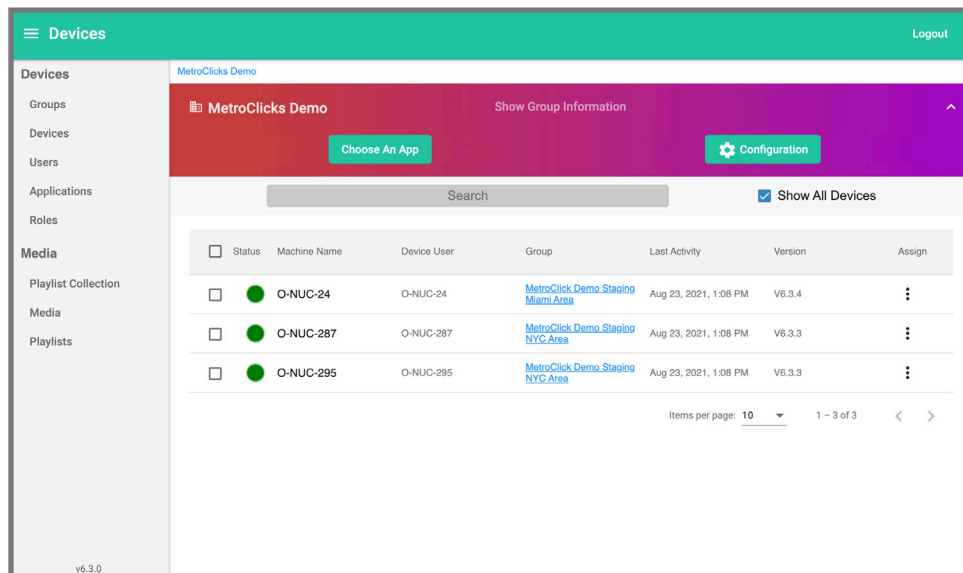 Devices
Logout
Devices
Groups
Devices
Users
Applications
Roles
Media
Playlist Collection
Media
Playlists
v6.3.0
MetroClicks Demo
MetroClicks Demo
Show Group Information
Choose An App
Configuration
Search
Show All Devices
Status Machine Name Device User Group Last Activity Version Assign
O-NUC-24 O-NUC-24 MetroClick Demo Staging Aug 23, 2021, 1:08 PM V6.3.4
Miami Area
O-NUC-287 O-NUC-287 MetroClick Demo Staging Aug 23, 2021, 1:08 PM V6.3.3
NYC Area
O-NUC-295 O-NUC-295 MetroClick Demo Staging Aug 23, 2021, 1:08 PM V6.3.3
NYC Area
Items per page: 10 1 – 3 of 3